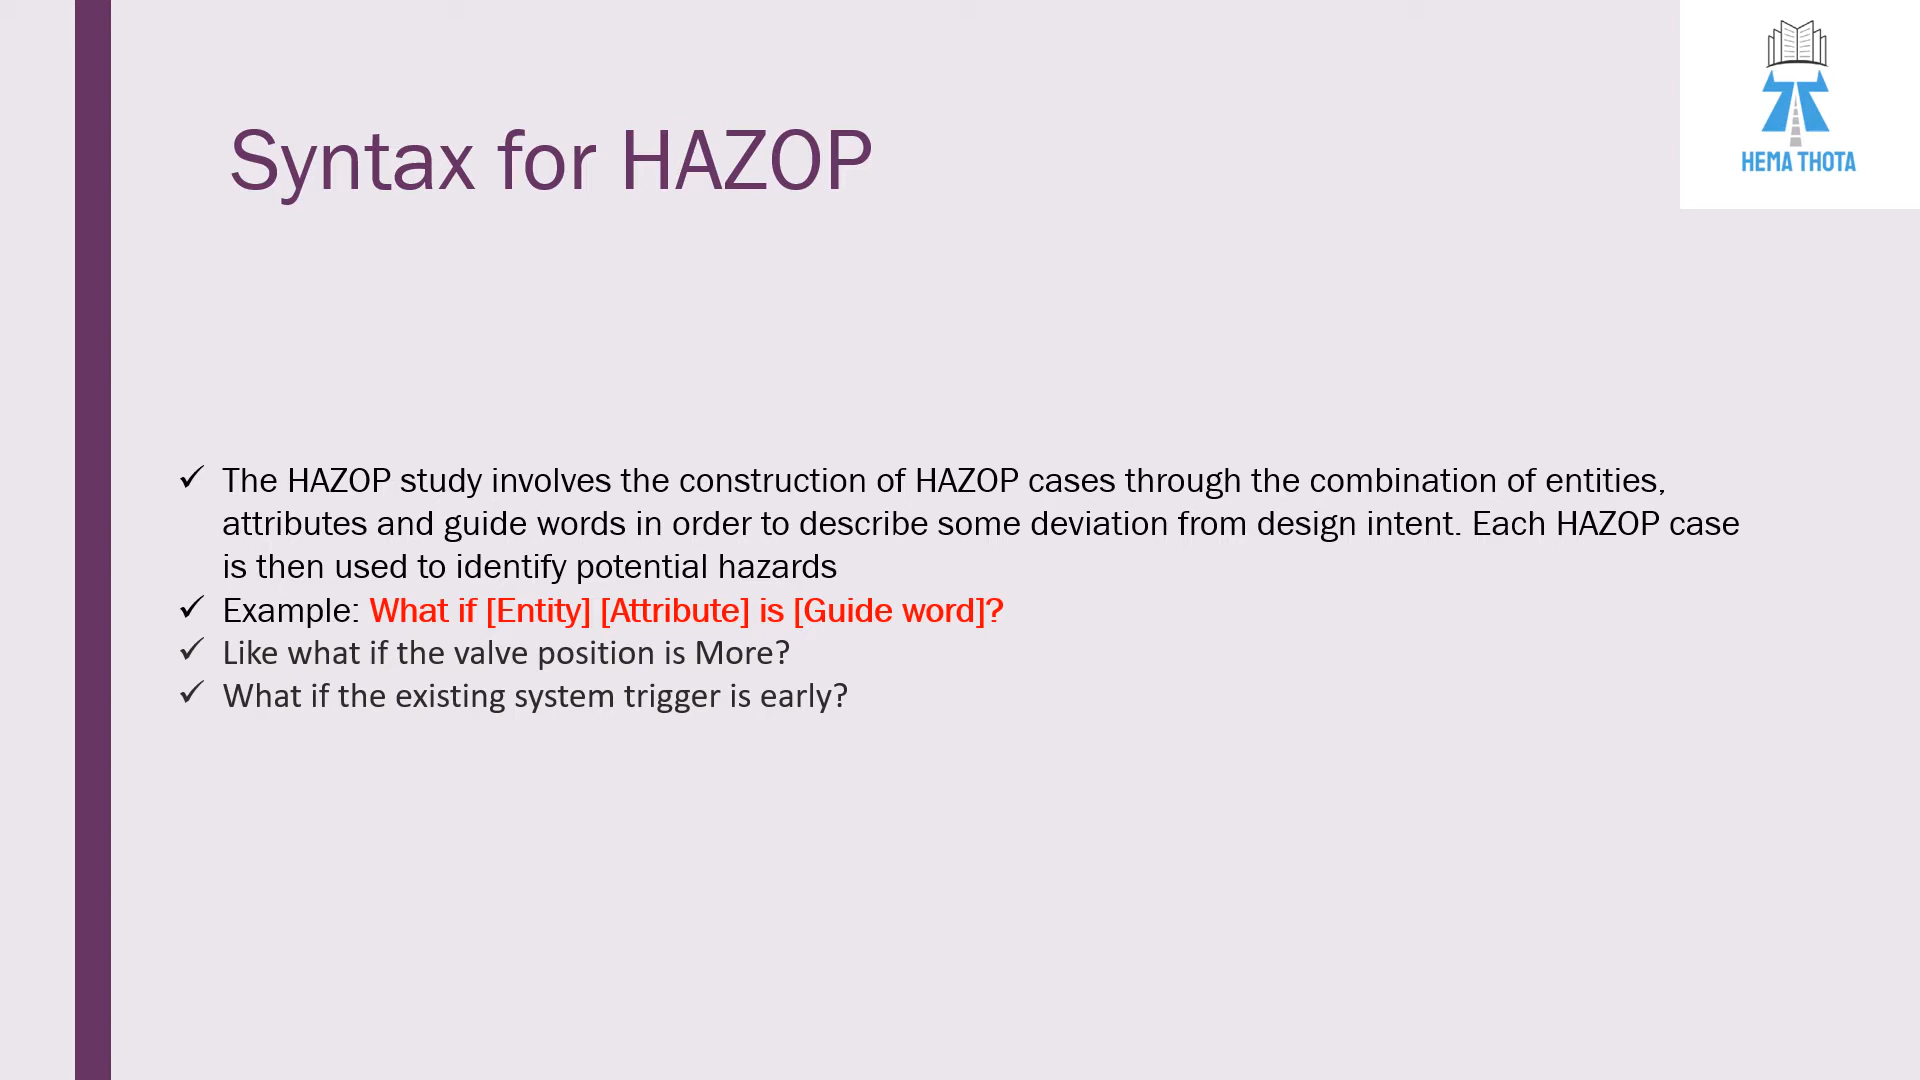 HEMA THOTA
Syntax for HAZOP
✓ The HAZOP study involves the construction of HAZOP cases through the combination of entities,
attributes and guide words in order to describe some deviation from design intent. Each HAZOP case
is then used to identify potential hazards
✓ Example: What if [Entity] [Attribute] is [Guide word]?
✓ Like what if the valve position is More?
✓ What if the existing system trigger is early?